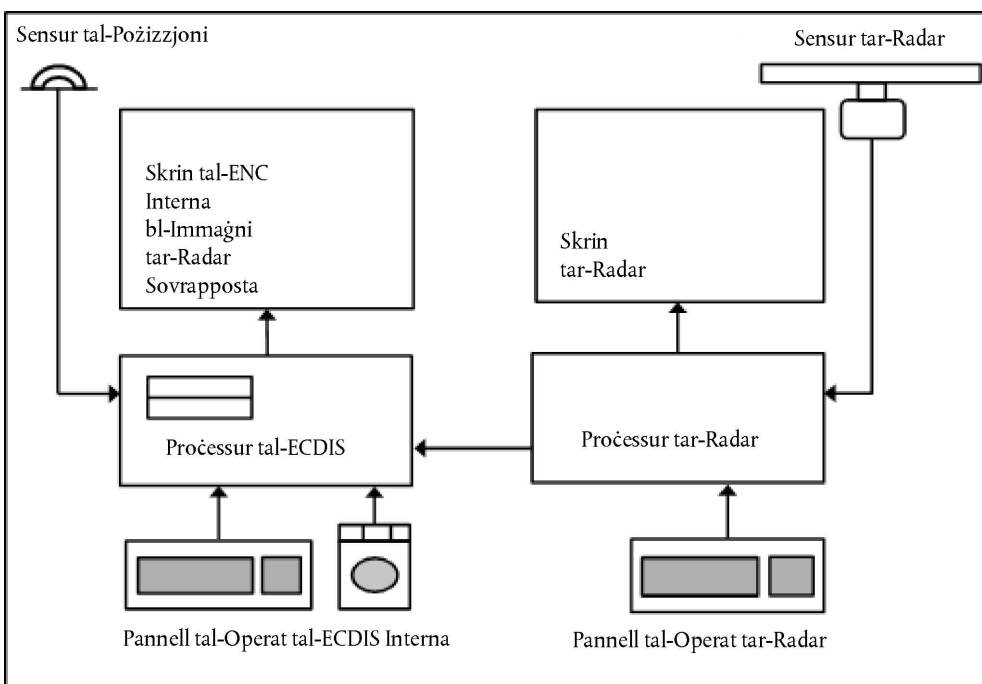 Sensur tal-Pożizzjoni
Sensur tar-Radar
Skrin tal-ENC
Interna
bl-Immaġni
tar-Radar
Sovrapposta
Skrin
tar-Radar
Proċessur tal-ECDIS
Proċessur tar-Radar
Pannell tal-Operat tal-ECDIS Interna
Pannell tal-Operat tar-Radar